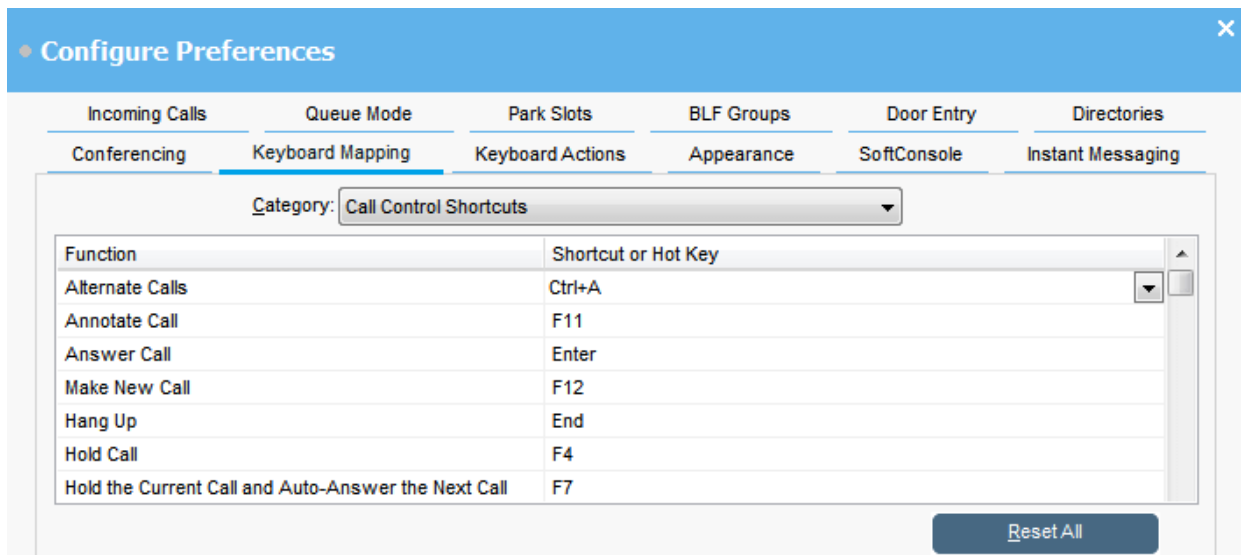 Configure Preferences
Incoming Calls Queue Mode Park Slots BLF Groups Door Entry Directories
Conferencing Keyboard Mapping Keyboard Actions Appearance SoftConsole Instant Messaging
Category: Call Control Shortcuts
Function Shortcut or Hot Key
Alternate Calls Ctrl+A
Annotate Call F11
Answer Call Enter
Make New Call F12
Hang Up End
Hold Call F4
Hold the Current Call and Auto-Answer the Next Call F7
Reset All